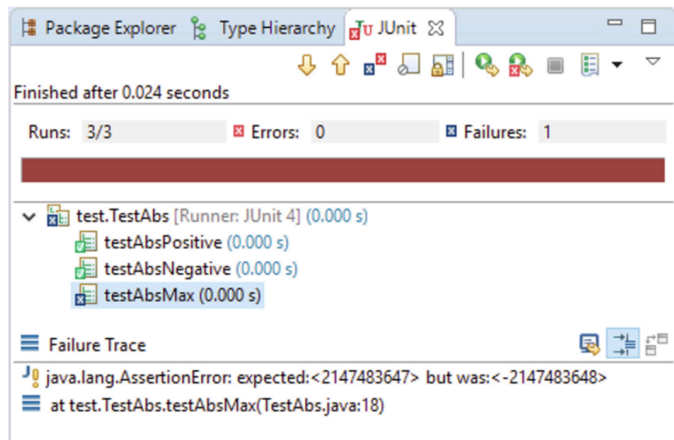 Package Explorer Type Hierarchy JUnit
Finished after 0.024 seconds
Runs: 3/3 Errors: 0 Failures: 1
test.TestAbs [Runner: JUnit 4] (0.000 s)
testAbsPositive (0.000 s)
testAbsNegative (0.000 s)
testAbsMax (0.000 s)
Failure Trace
java.lang.AssertionError: expected:<2147483647> but was:<-2147483648>
at test.TestAbs.testAbsMax(TestAbs.java:18)